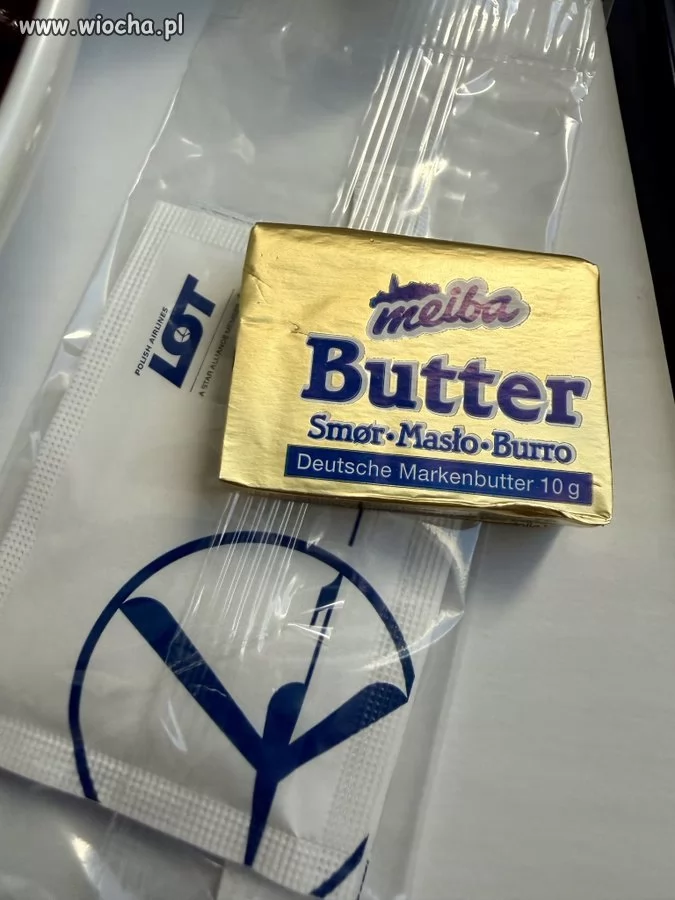 www.wiocha.pl
POLISH AIRLINES
LOT
A STAR ALLIANCE MEMBER
meiba
Butter
Smør•Masło•Burro
Deutsche Markenbutter 10 g